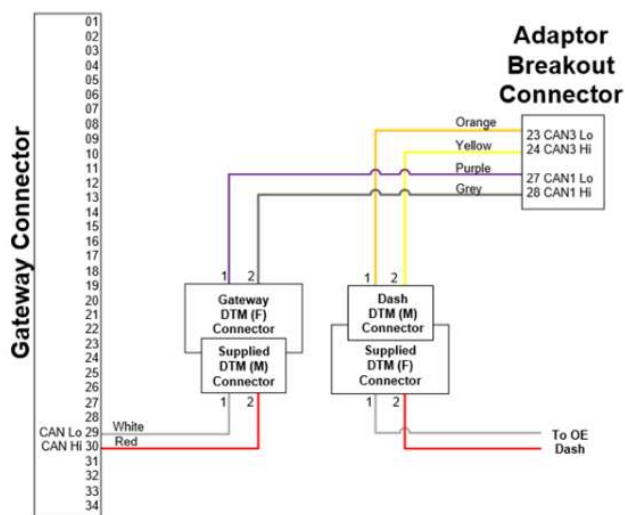 Gateway Connector
01
02
03
04
05
06
07
08
09
10
11
12
13
14
15
16
17
18
19
20
21
22
23
24
25
26
27
28
CAN Lo 29
CAN Hi 30
31
32
33
34
White
Red
Adaptor
Breakout
Connector
Orange
Yellow
Purple
Grey
23 CAN3 Lo
24 CAN3 Hi
27 CAN1 Lo
28 CAN1 Hi
1 2
Gateway
DTM (F)
Connector
Supplied
DTM (M)
Connector
1 2
1 2
Dash
DTM (M)
Connector
Supplied
DTM (F)
Connector
1 2
To OE
Dash